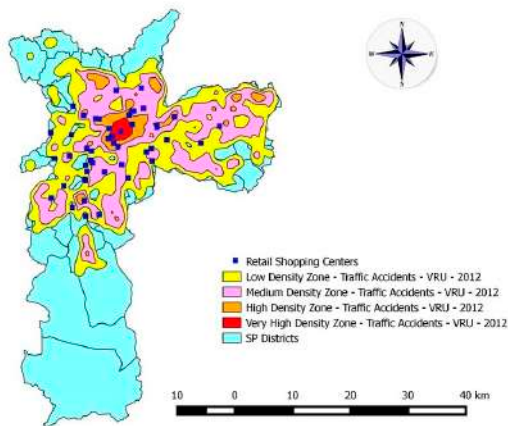 N
W
E
S
Retail Shopping Centers
Low Density Zone - Traffic Accidents - VRU - 2012
Medium Density Zone - Traffic Accidents - VRU - 2012
High Density Zone - Traffic Accidents - VRU - 2012
Very High Density Zone - Traffic Accidents - VRU - 2012
SP Districts
10 0 10 20 30 40 km